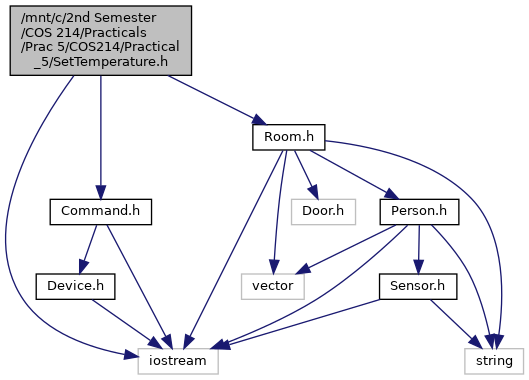 /mnt/c/2nd Semester
/COS 214/Practicals
/Prac 5/COS214/Practical
_5/SetTemperature.h
Room.h
Command.h
Door.h
Person.h
Device.h
vector
Sensor.h
iostream
string